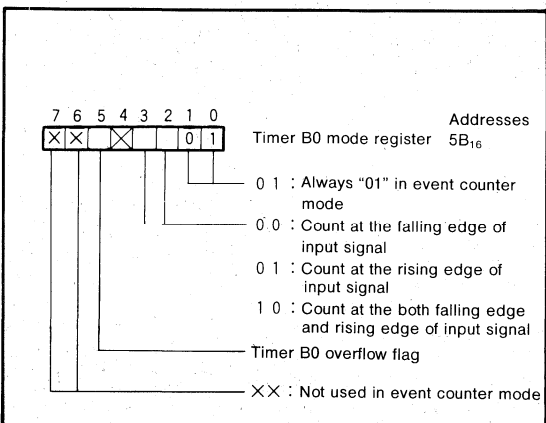 7 6 5 4 3 2 1 0
Addresses
× × × 0 1 Timer B0 mode register 5B₁₆
0 1 : Always "01" in event counter
mode
0 0 : Count at the falling edge of
input signal
0 1 : Count at the rising edge of
input signal
1 0 : Count at the both falling edge
and rising edge of input signal
Timer B0 overflow flag
×× : Not used in event counter mode